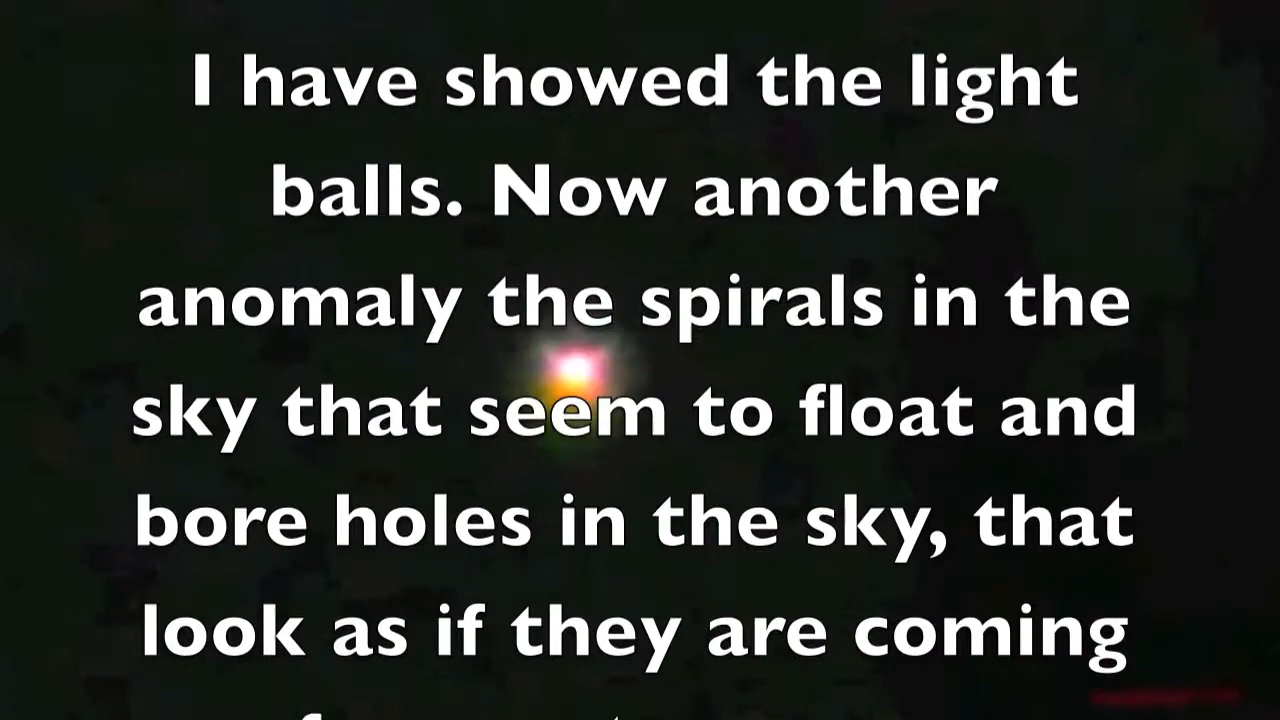 I have showed the light
balls. Now another
anomaly the spirals in the
sky that seem to float and
bore holes in the sky, that
look as if they are coming